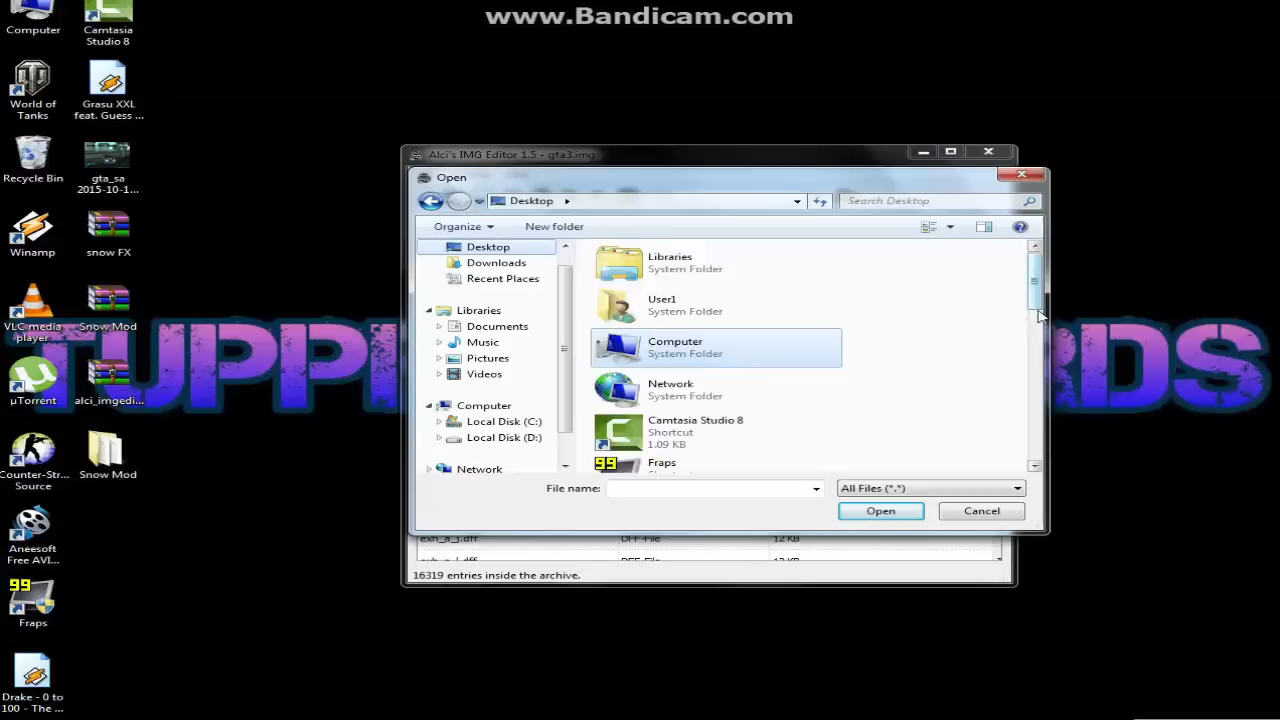 www.Bandicam.com
Computer
Camtasia
Studio 8
World of
Tanks
Grasu XXL
feat. Guess ...
Recycle Bin
gta_sa
2015-10-1...
Winamp
snow FX
VLC media
player
Snow Mod
µTorrent
alci_imgedi...
Counter-Str...
Source
Snow Mod
Aneesoft
Free AVI...
99
Fraps
Drake - 0 to
100 - The ...
TUPP
RDS
Alci's IMG Editor 1.5 - gta3.img
Open
Desktop
Search Desktop
Organize
New folder
Desktop
Downloads
Recent Places
Libraries
Documents
Music
Pictures
Videos
Computer
Local Disk (C:)
Local Disk (D:)
Network
Libraries
System Folder
User1
System Folder
Computer
System Folder
Network
System Folder
Camtasia Studio 8
Shortcut
1.09 KB
99
Fraps
File name:
All Files (*.*)
Open
Cancel
DFF-File
12 KB
16319 entries inside the archive.